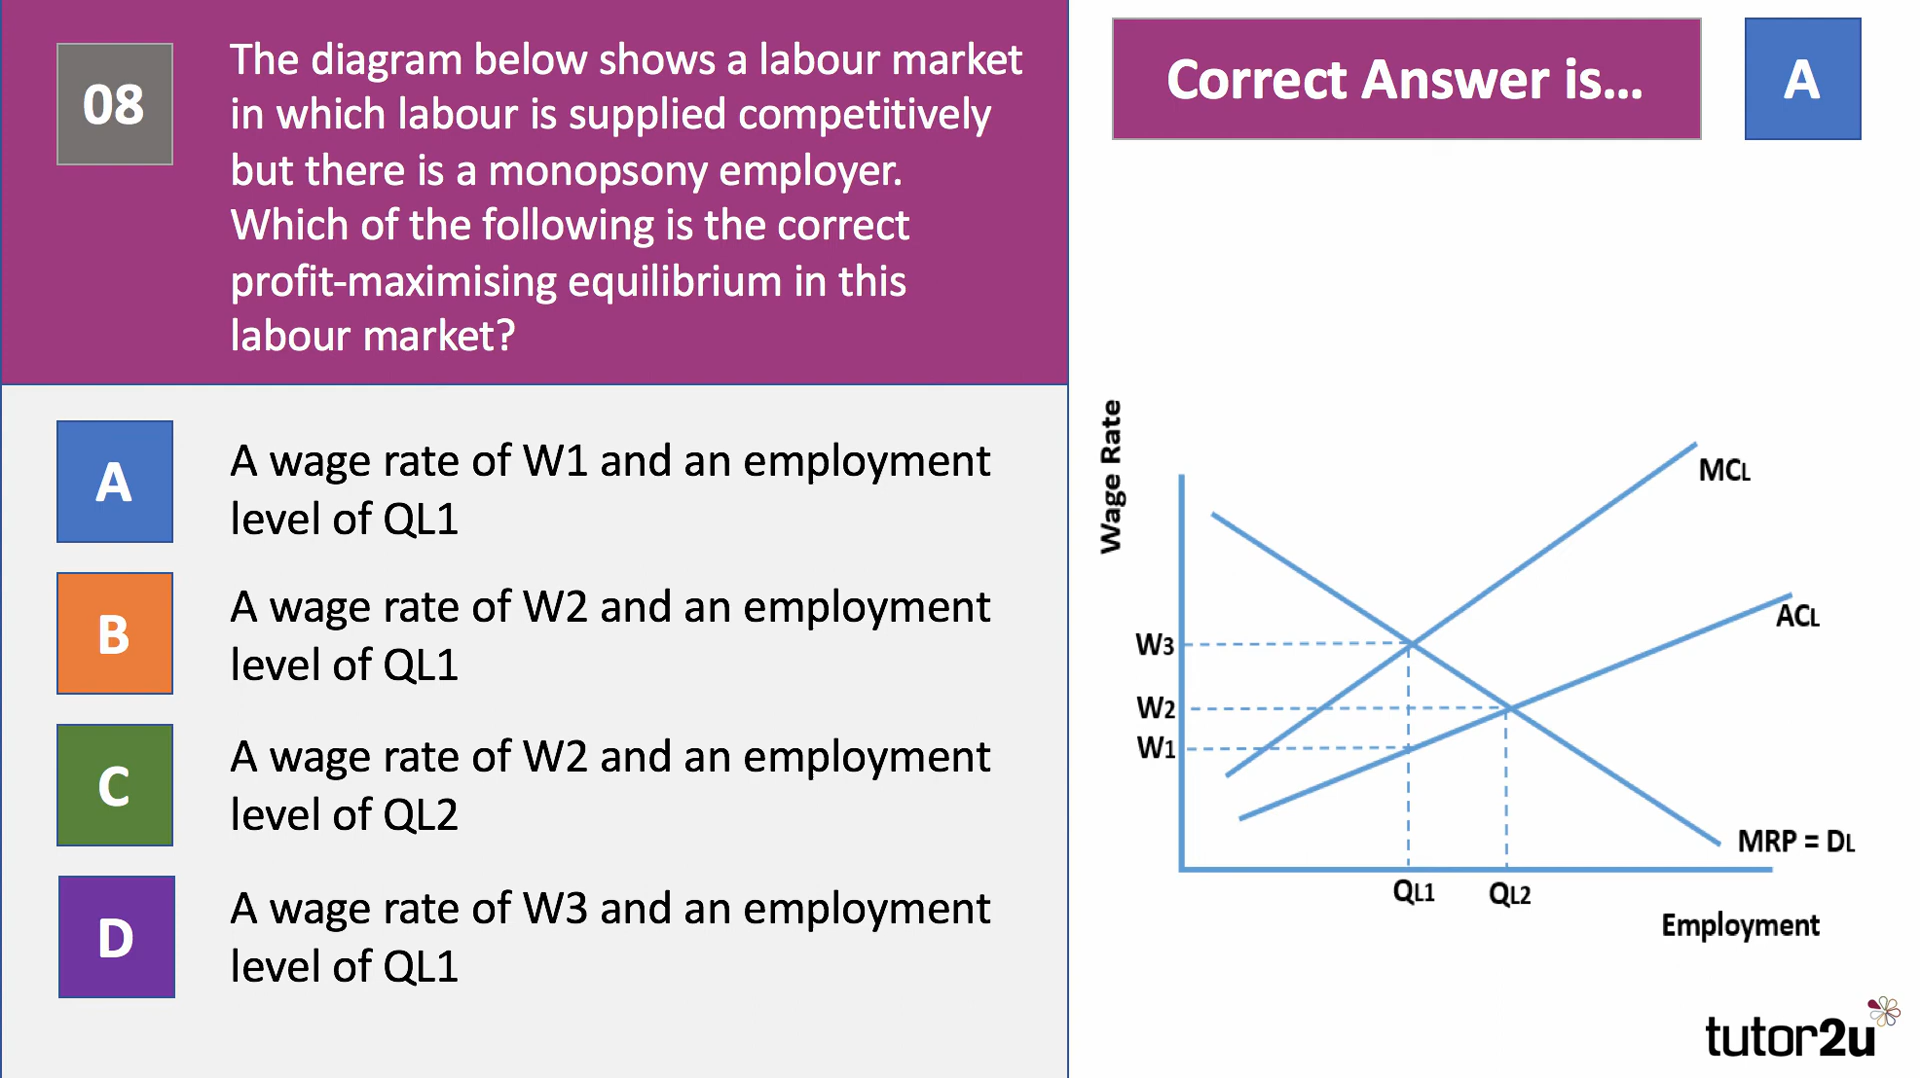 08
The diagram below shows a labour market
in which labour is supplied competitively
but there is a monopsony employer.
Which of the following is the correct
profit-maximising equilibrium in this
labour market?
A
A wage rate of W1 and an employment
level of QL1
B
A wage rate of W2 and an employment
level of QL1
C
A wage rate of W2 and an employment
level of QL2
D
A wage rate of W3 and an employment
level of QL1
Correct Answer is...
A
Wage Rate
MCL
ACL
W3
W2
W1
MRP = DL
QL1
QL2
Employment
tutor2u